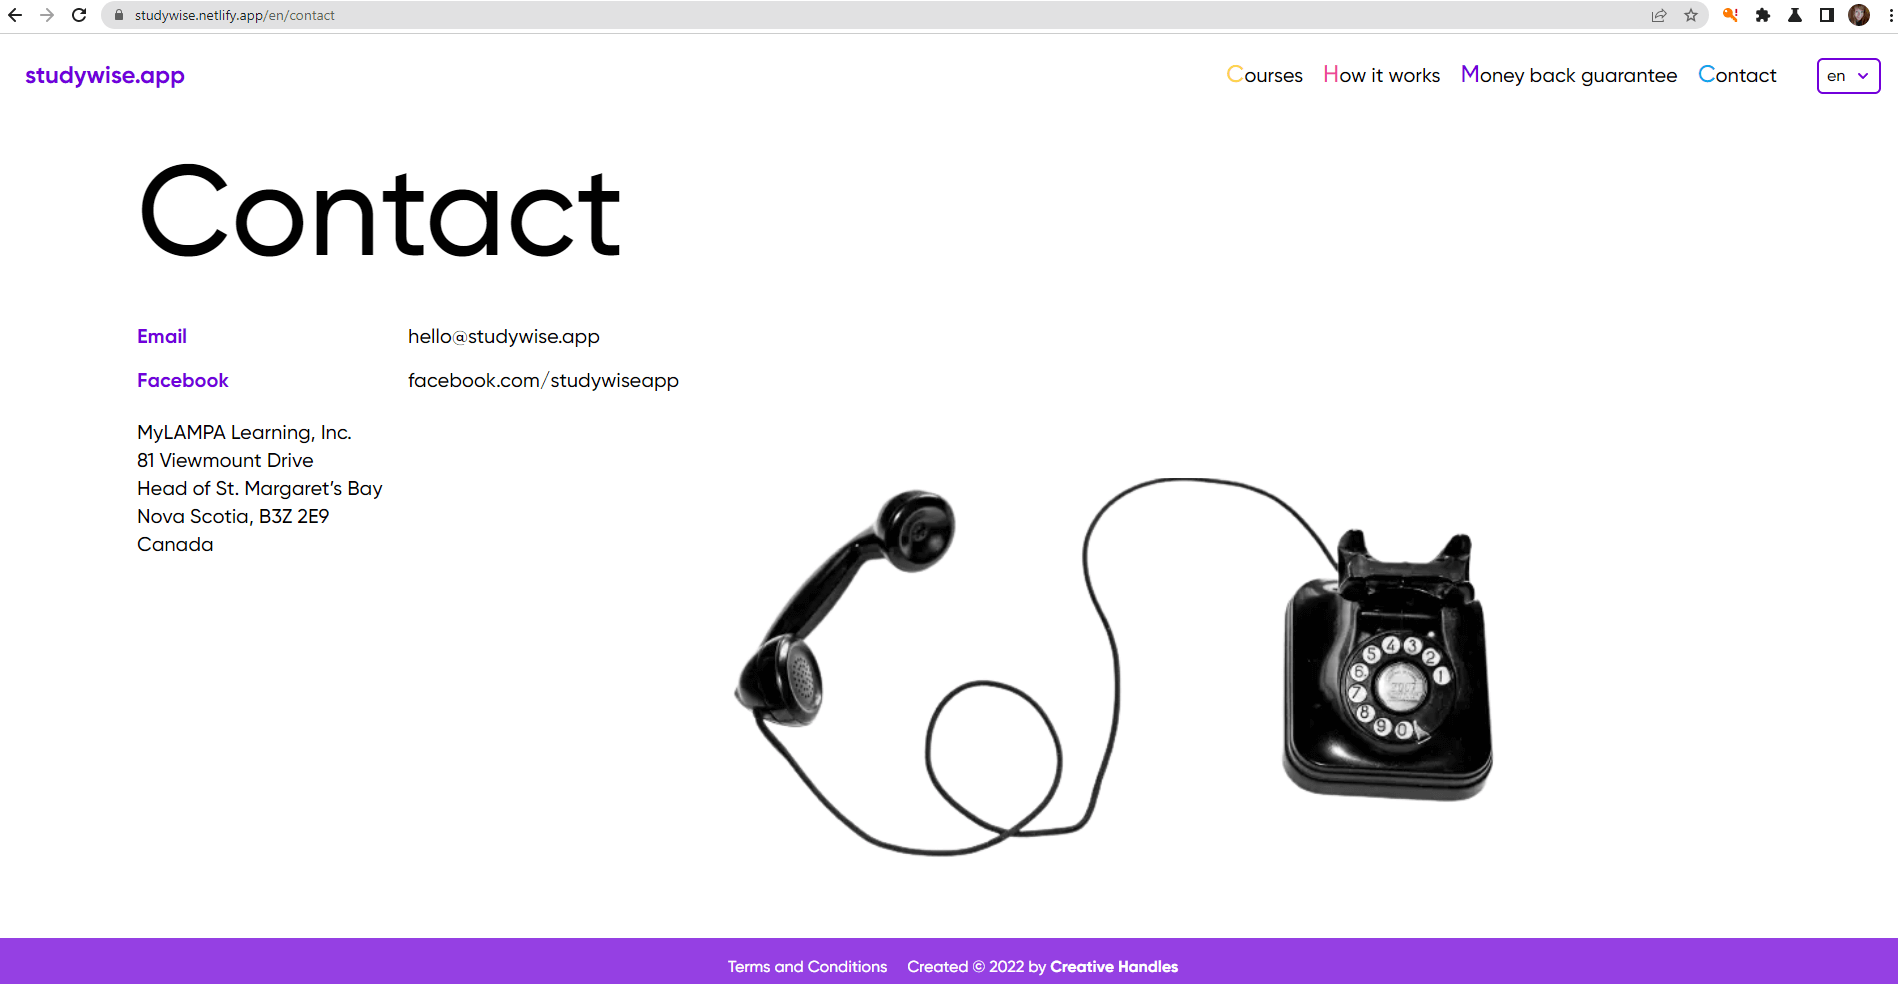 studywise.netlify.app/en/contact
studywise.app
Courses How it works Money back guarantee Contact en
Contact
Email hello@studywise.app
Facebook facebook.com/studywiseapp
MyLAMPA Learning, Inc.
81 Viewmount Drive
Head of St. Margaret’s Bay
Nova Scotia, B3Z 2E9
Canada
1 2 3 4 5 6 7 8 9 0
Terms and Conditions Created © 2022 by Creative Handles